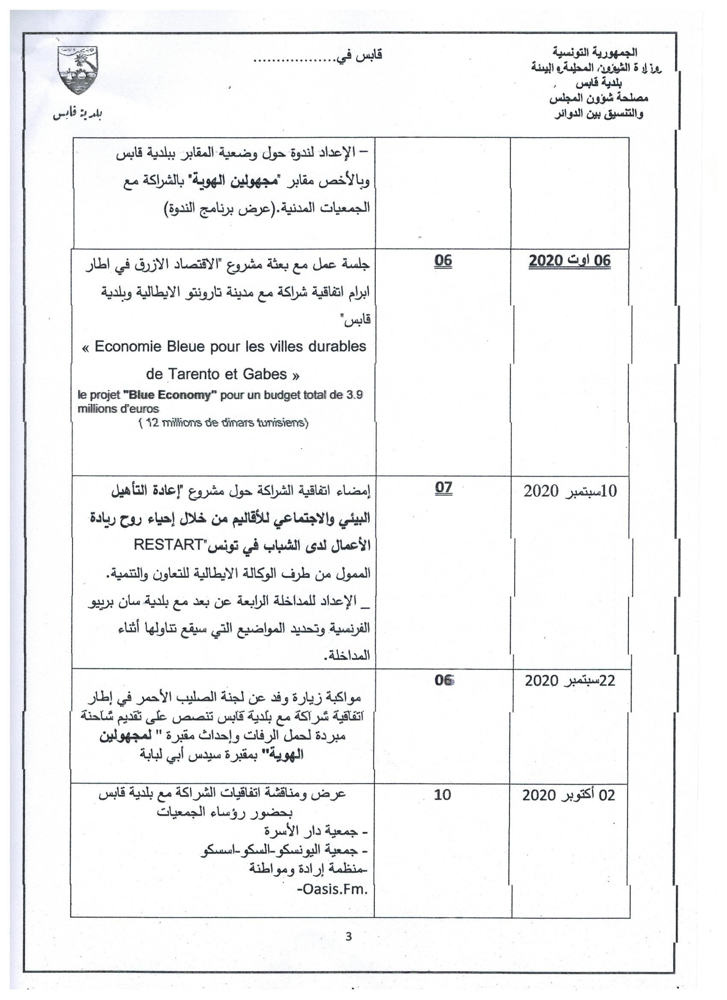 الجمهورية التونسية
وزارة الشؤون المحلية والبيئة
بلدية قابس
مصلحة شؤون المجلس
والتنسيق بين الدوائر
قابس في..................
بلدية قابس
– الإعداد لندوة حول وضعية المقابر ببلدية قابس
وبالأخص مقابر "مجهولين الهوية" بالشراكة مع
الجمعيات المدنية.(عرض برنامج الندوة)
06 اوت 2020
06
جلسة عمل مع بعثة مشروع "الاقتصاد الازرق في اطار
ابرام اتفاقية شراكة مع مدينة تارونتو الايطالية وبلدية
قابس"
« Economie Bleue pour les villes durables
de Tarento et Gabes »
le projet "Blue Economy" pour un budget total de 3.9
millions d'euros
( 12 millions de dinars tunisiens)
10سبتمبر 2020
07
إمضاء اتفاقية الشراكة حول مشروع "إعادة التأهيل
البيئي والاجتماعي للأقاليم من خلال إحياء روح ريادة
الأعمال لدى الشباب في تونس"RESTART
الممول من طرف الوكالة الايطالية للتعاون والتنمية.
_ الإعداد للمداخلة الرابعة عن بعد مع بلدية سان برييو
الفرنسية وتحديد المواضيع التي سيقع تناولها أثناء
المداخلة.
22سبتمبر 2020
06
مواكبة زيارة وفد عن لجنة الصليب الأحمر في إطار
اتفاقية شراكة مع بلدية قابس تنصص على تقديم شاحنة
مبردة لحمل الرفات وإحداث مقبرة " لمجهولين
الهوية" بمقبرة سيدس أبي لبابة
02 أكتوبر 2020
10
عرض ومناقشة اتفاقيات الشراكة مع بلدية قابس
بحضور رؤساء الجمعيات
- جمعية دار الأسرة
- جمعية اليونسكو-السكو-اسسكو
-منظمة إرادة ومواطنة
-Oasis.Fm.
3